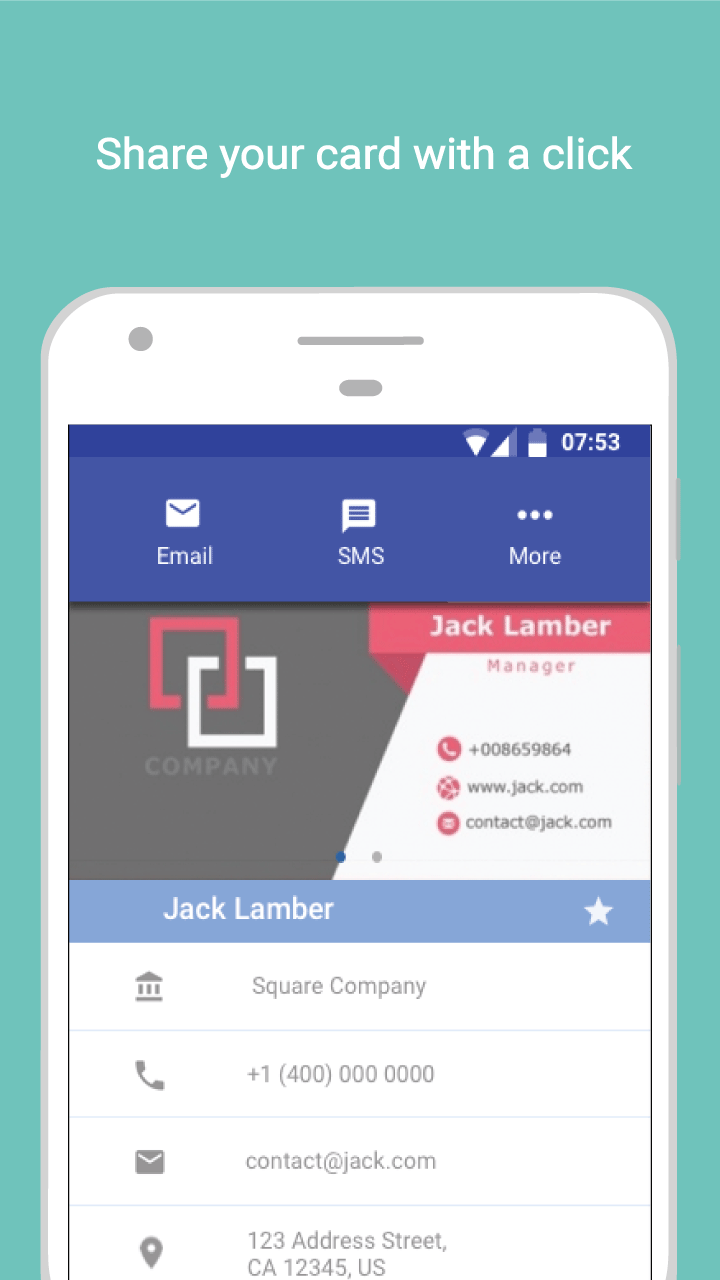 Share your card with a click
07:53
Email
SMS
More
Jack Lamber
Manager
COMPANY
+008659864
www.jack.com
contact@jack.com
Jack Lamber
Square Company
+1 (400) 000 0000
contact@jack.com
123 Address Street,
CA 12345, US